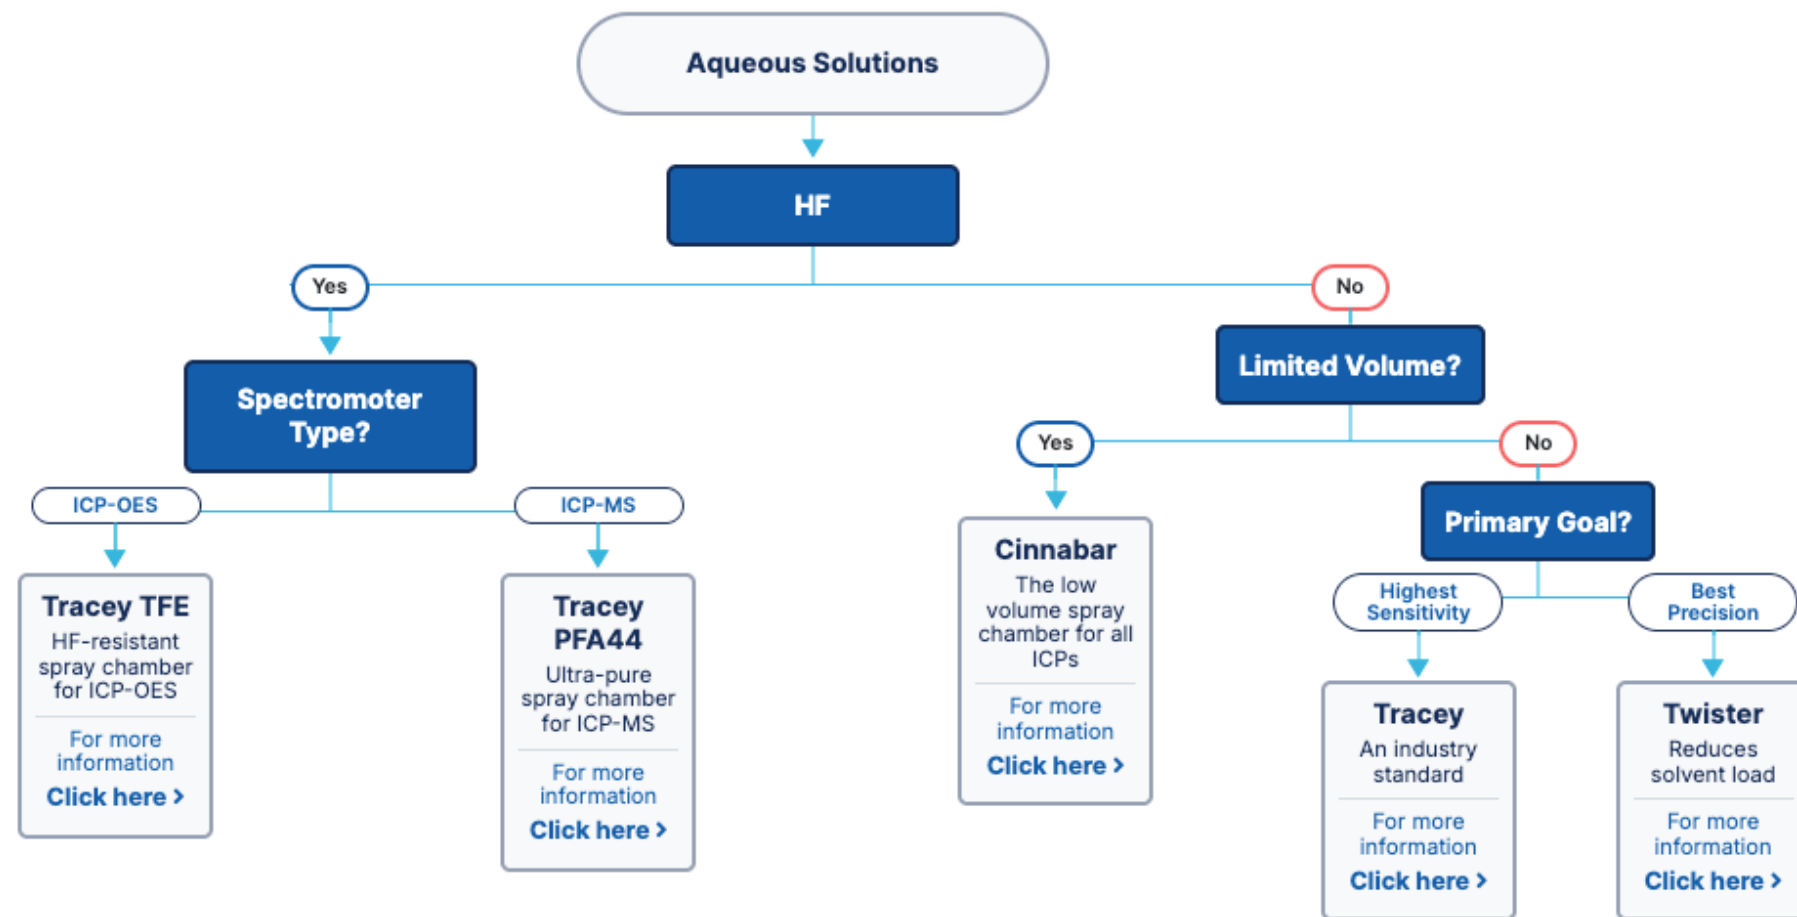 Aqueous Solutions
HF
Yes
No
Limited Volume?
Spectromoter
Type?
Yes
No
ICP-OES
ICP-MS
Primary Goal?
Cinnabar
The low
volume spray
chamber for all
ICPs
For more
information
Click here >
Highest
Sensitivity
Best
Precision
Tracey TFE
HF-resistant
spray chamber
for ICP-OES
For more
information
Click here >
Tracey
PFA44
Ultra-pure
spray chamber
for ICP-MS
For more
information
Click here >
Tracey
An industry
standard
For more
information
Click here >
Twister
Reduces
solvent load
For more
information
Click here >